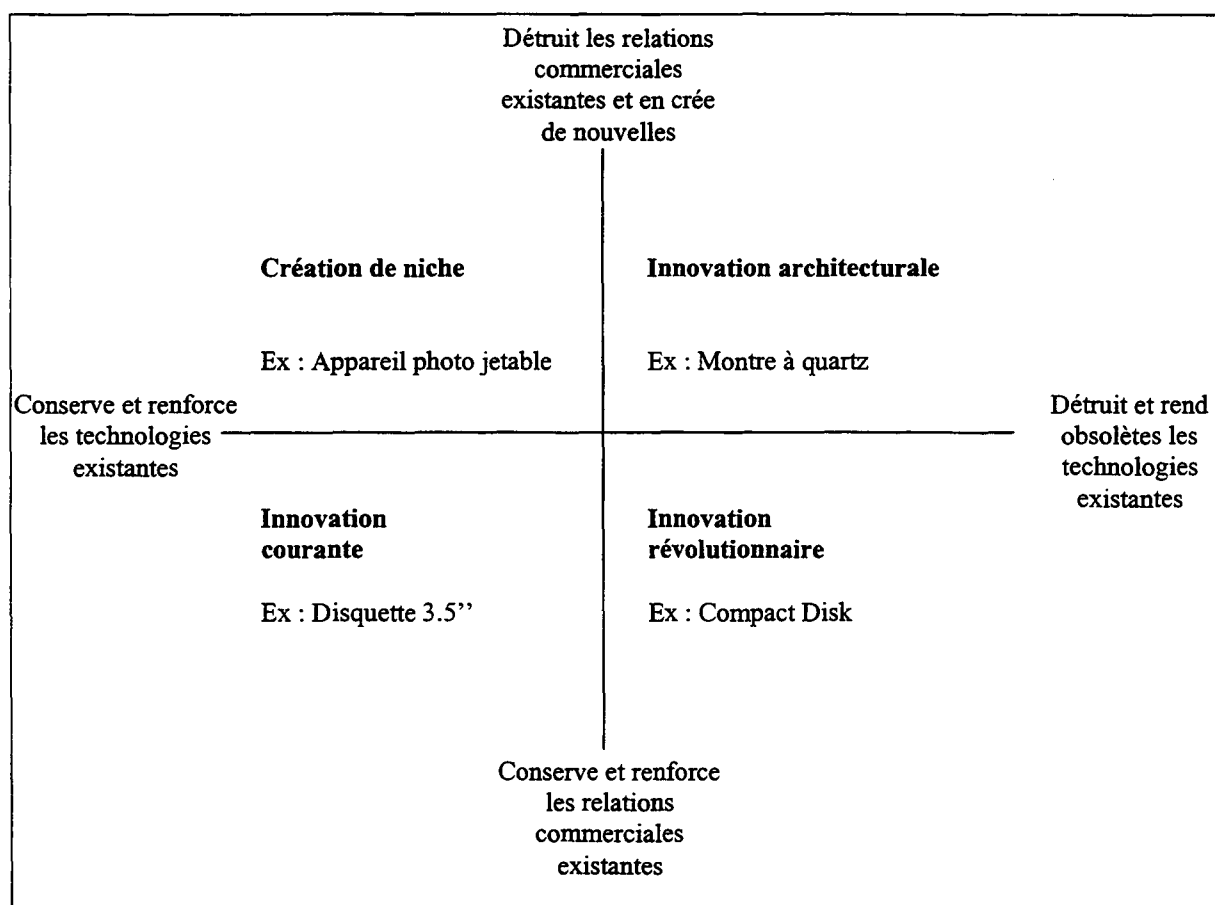 Détruit les relations
commerciales
existantes et en crée
de nouvelles
Création de niche
Ex : Appareil photo jetable
Innovation architecturale
Ex : Montre à quartz
Conserve et renforce
les technologies
existantes
Détruit et rend
obsolètes les
technologies
existantes
Innovation
courante
Ex : Disquette 3.5’’
Innovation
révolutionnaire
Ex : Compact Disk
Conserve et renforce
les relations
commerciales
existantes